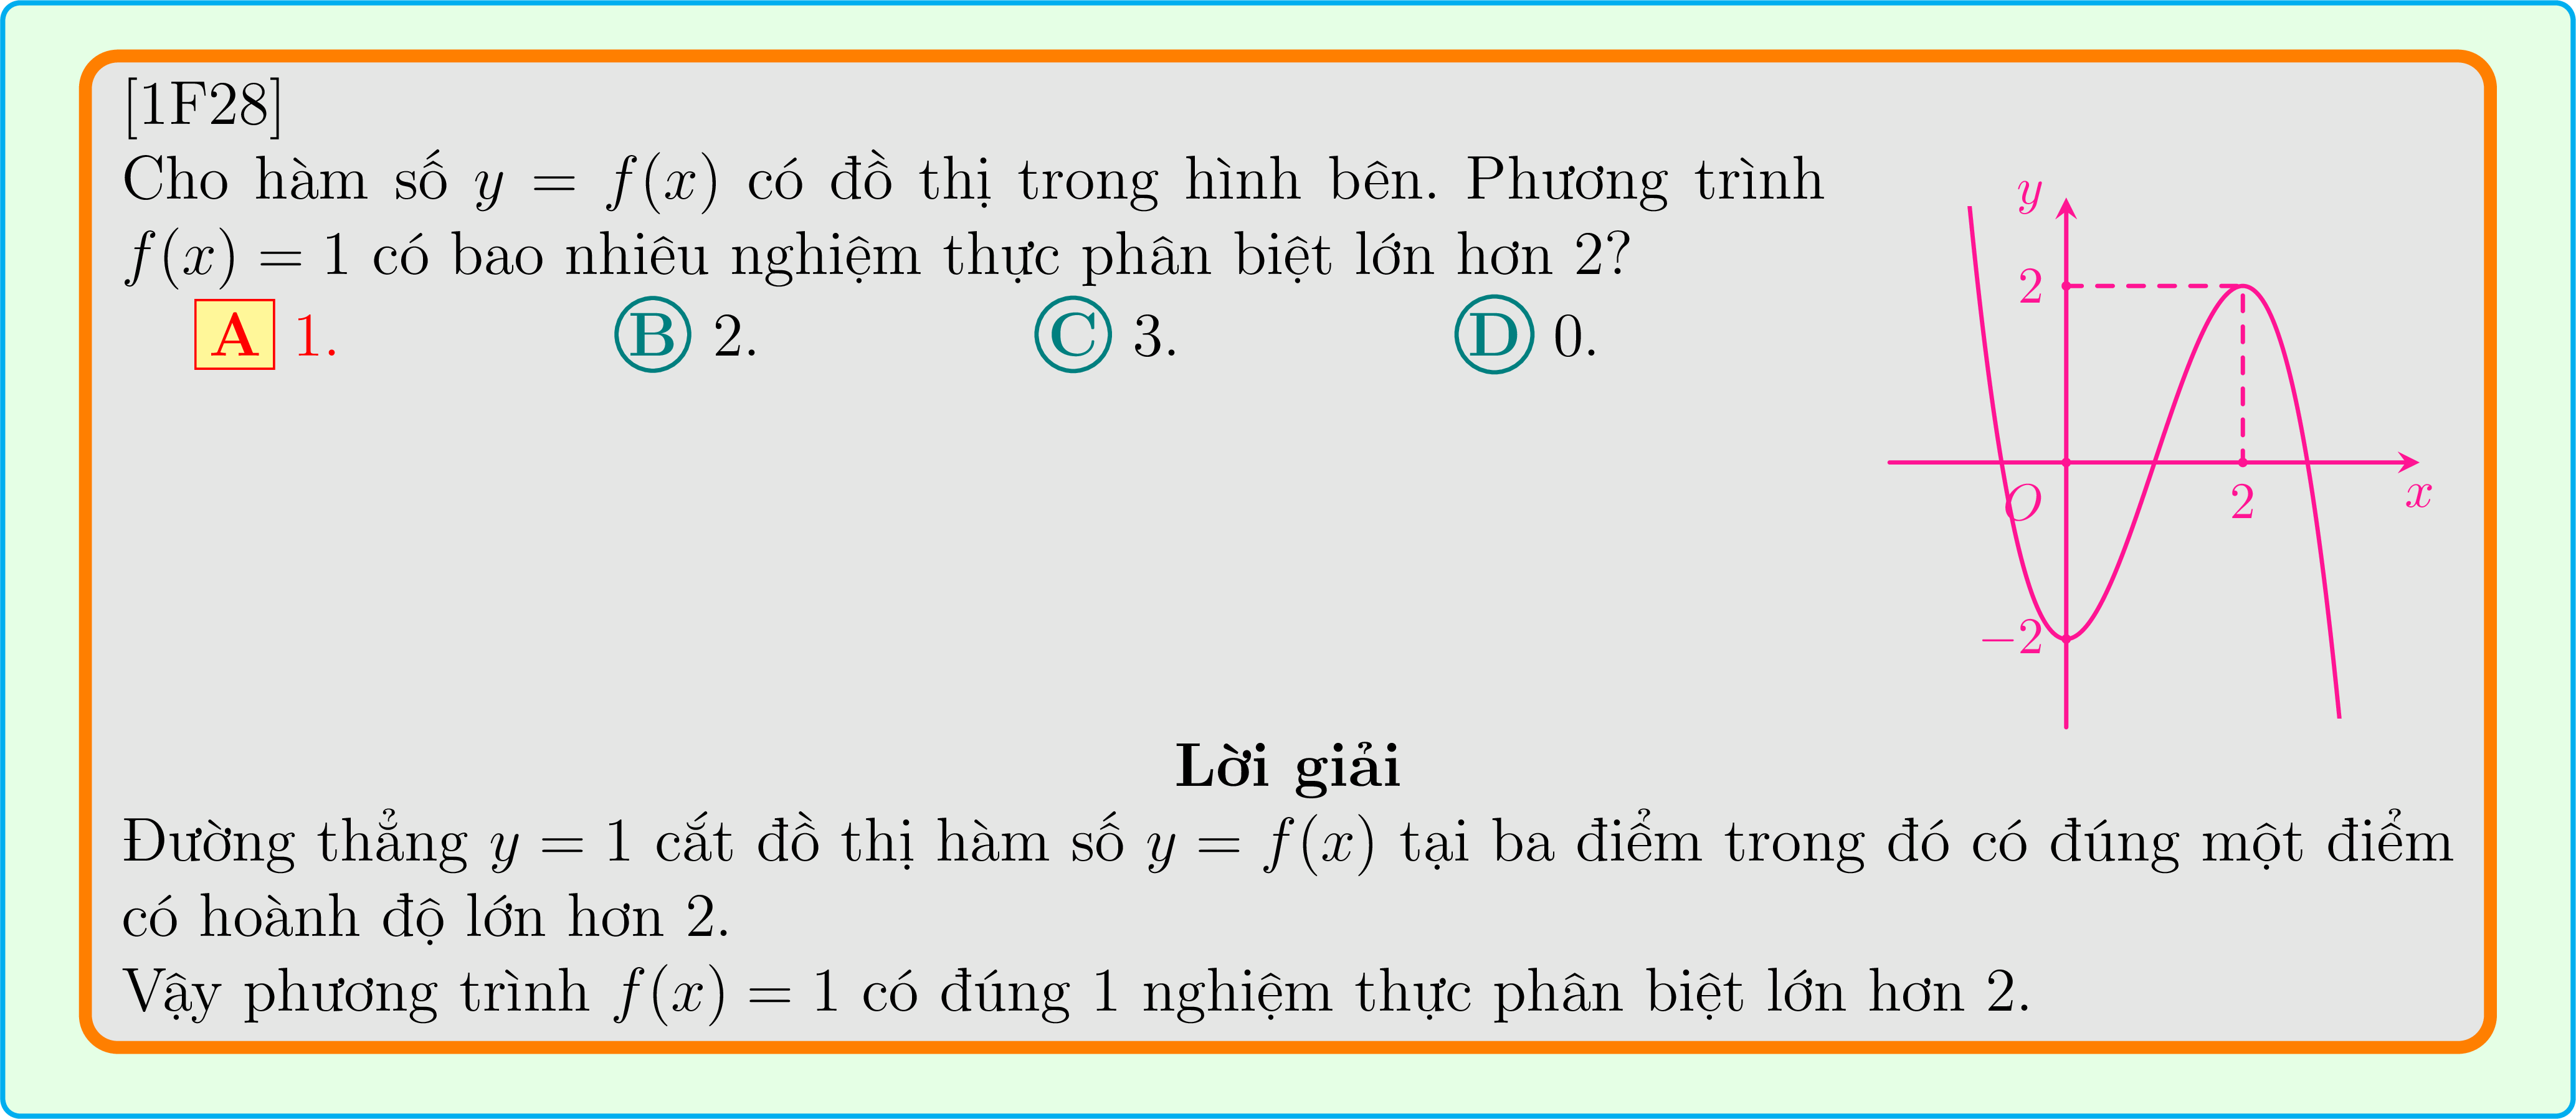 [1F28]
Cho hàm số y = f(x) có đồ thị trong hình bên. Phương trình
f(x) = 1 có bao nhiêu nghiệm thực phân biệt lớn hơn 2?
A 1. B 2. C 3. D 0.
y
2
O
2
x
−2
Lời giải
Đường thẳng y = 1 cắt đồ thị hàm số y = f(x) tại ba điểm trong đó có đúng một điểm
có hoành độ lớn hơn 2.
Vậy phương trình f(x) = 1 có đúng 1 nghiệm thực phân biệt lớn hơn 2.